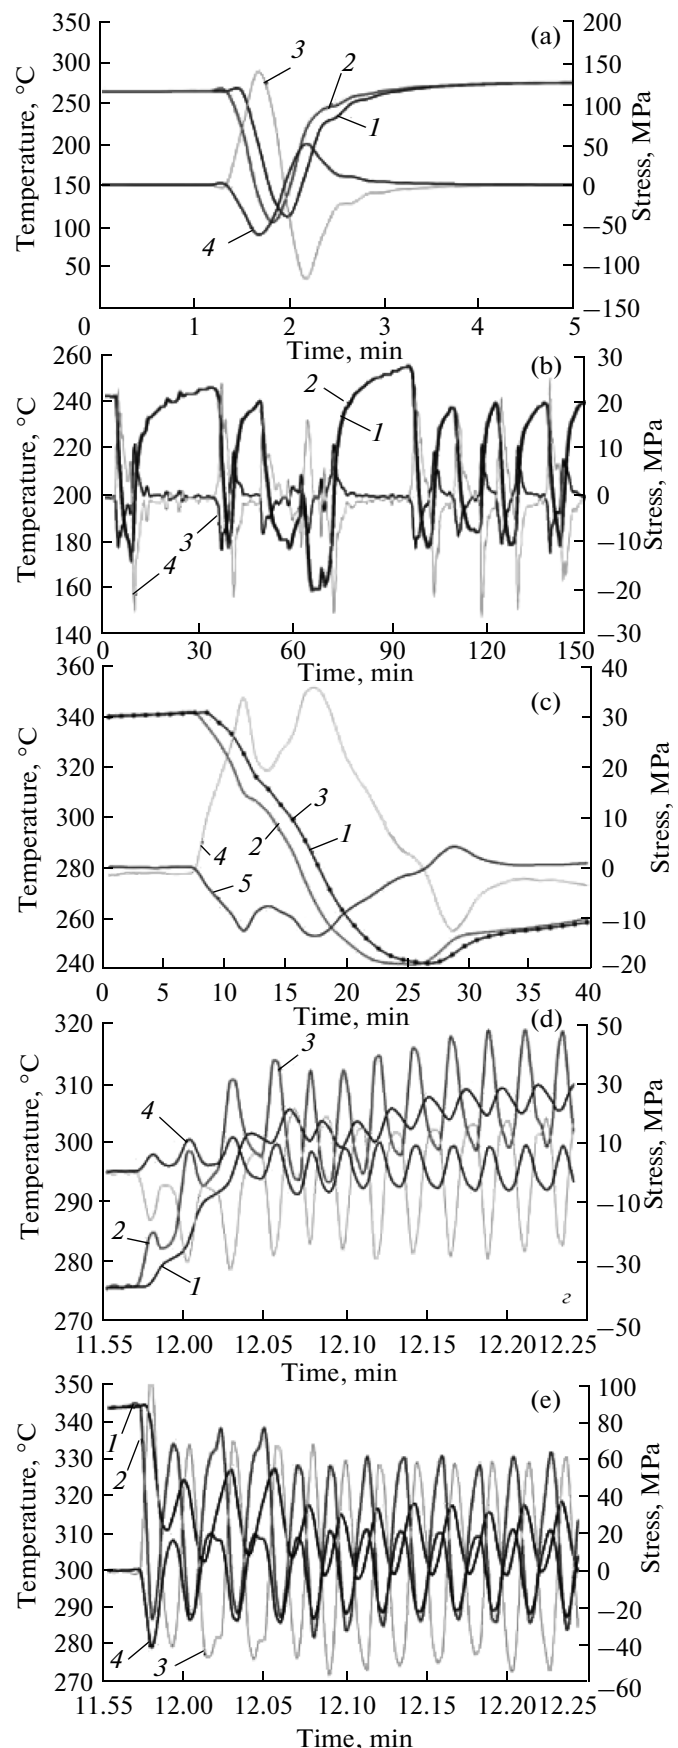 350 200
(a)
300 3 150
2
250 100
1
200 50
150 0
100 4 −50
50 −100
−150
0 1 2 3 4 5
Time, min
Temperature, °C
Stress, MPa
260 30
(b)
240 2 20
1
220 10
200 0
180 3 −10
4
160 −20
140 −30
0 30 60 90 120 150
Time, min
Temperature, °C
Stress, MPa
360 40
(c)
340 30
320 20
3
300 1 10
4 2
280 0
5
260 −10
240 −20
0 5 10 15 20 25 30 35 40
Time, min
Temperature, °C
Stress, MPa
320 50
(d)
3
310 30
4
300 10
290 −10
2
280 1 −30
г
270 −50
11.55 12.00 12.05 12.10 12.15 12.20 12.25
Time, min
Temperature, °C
Stress, MPa
350 100
(e)
340 80
1
330 2 60
320 40
310 20
300 0
290 −20
280 4 3 −40
270 −60
11.55 12.00 12.05 12.10 12.15 12.20 12.25
Time, min
Temperature, °C
Stress, MPa